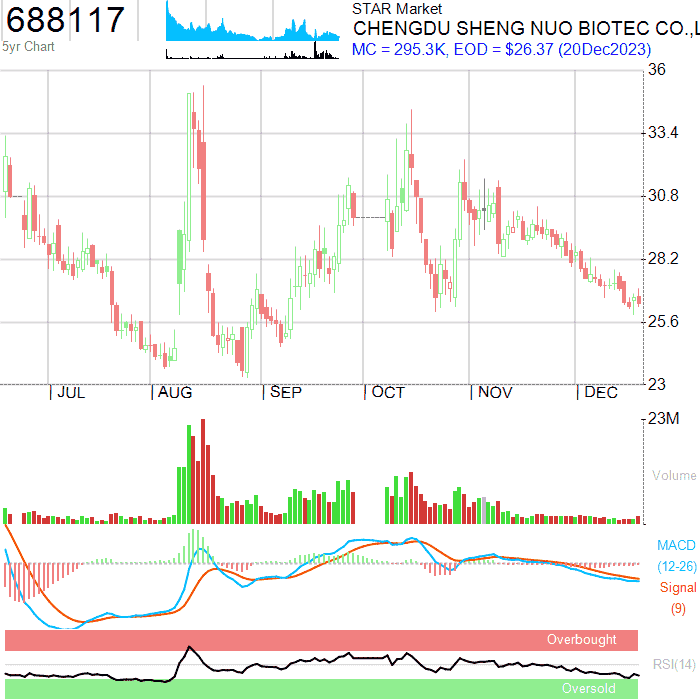 688117
5yr Chart
STAR Market
CHENGDU SHENG NUO BIOTEC CO.,L
MC = 295.3K, EOD = $26.37 (20Dec2023)
36
33.4
30.8
28.2
25.6
23
JUL AUG SEP OCT NOV DEC
23M
Volume
MACD
(12-26)
Signal
(9)
Overbought
RSI(14)
Oversold